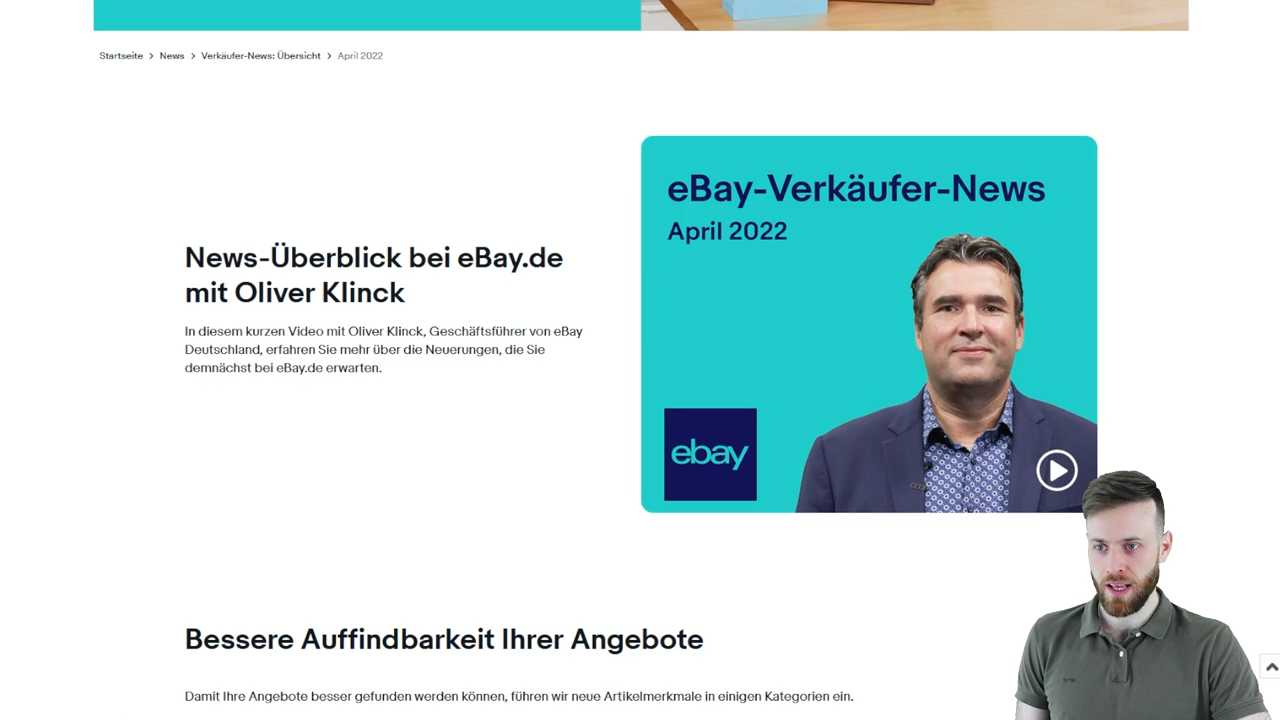 Startseite > News > Verkäufer-News: Übersicht > April 2022
eBay-Verkäufer-News
April 2022
News-Überblick bei eBay.de
mit Oliver Klinck
In diesem kurzen Video mit Oliver Klinck, Geschäftsführer von eBay
Deutschland, erfahren Sie mehr über die Neuerungen, die Sie
demnächst bei eBay.de erwarten.
ebay
Bessere Auffindbarkeit Ihrer Angebote
Damit Ihre Angebote besser gefunden werden können, führen wir neue Artikelmerkmale in einigen Kategorien ein.